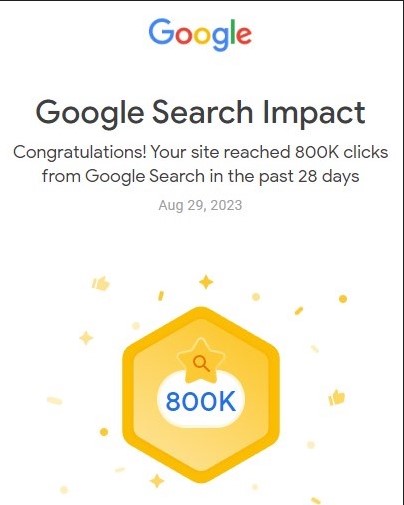 Google
Google Search Impact
Congratulations! Your site reached 800K clicks
from Google Search in the past 28 days
Aug 29, 2023
800K